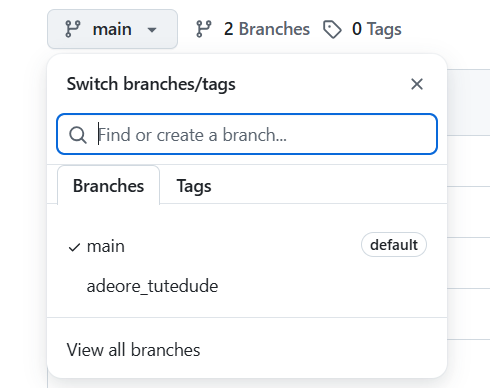 main 2 Branches 0 Tags
Switch branches/tags
Find or create a branch...
Branches Tags
main default
adeore_tutedude
View all branches